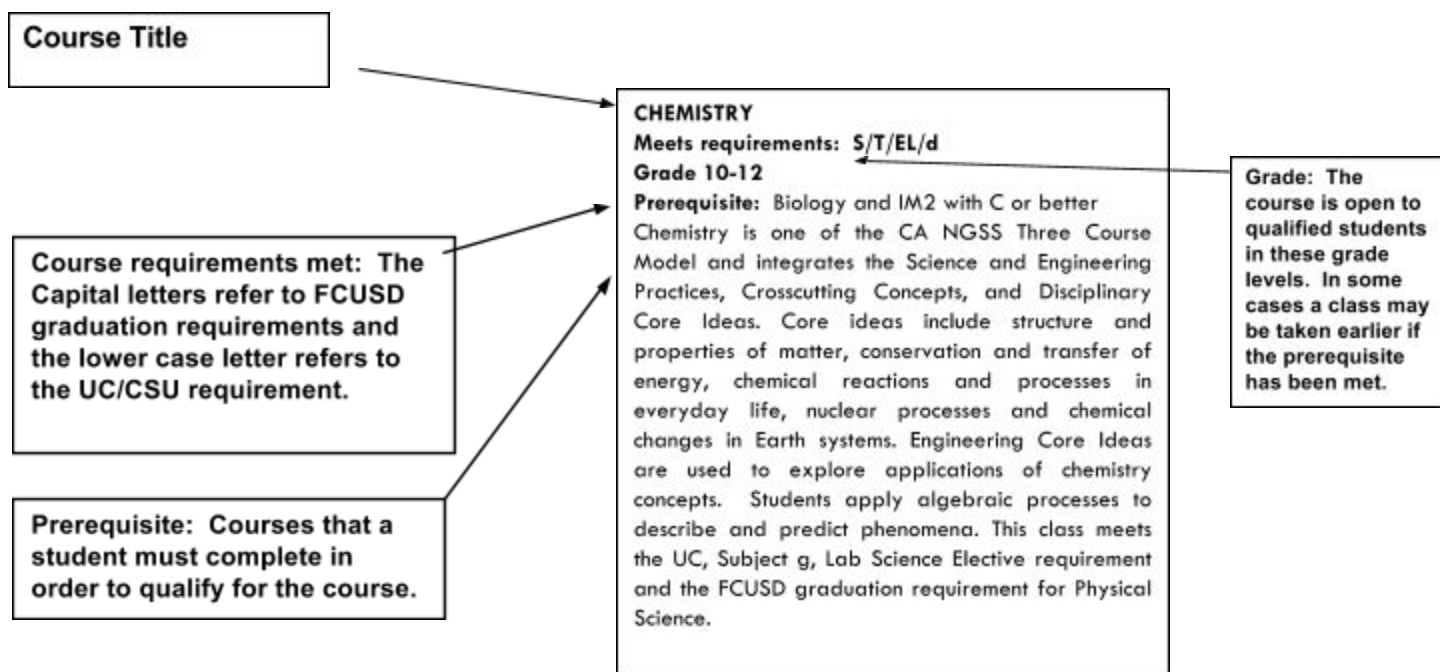 Course Title
CHEMISTRY
Meets requirements: S/T/EL/d
Grade 10-12
Prerequisite: Biology and IM2 with C or better
Chemistry is one of the CA NGSS Three Course
Model and integrates the Science and Engineering
Practices, Crosscutting Concepts, and Disciplinary
Core Ideas. Core ideas include structure and
properties of matter, conservation and transfer of
energy, chemical reactions and processes in
everyday life, nuclear processes and chemical
changes in Earth systems. Engineering Core Ideas
are used to explore applications of chemistry
concepts. Students apply algebraic processes to
describe and predict phenomena. This class meets
the UC, Subject g, Lab Science Elective requirement
and the FCUSD graduation requirement for Physical
Science.
Grade: The
course is open to
qualified students
in these grade
levels. In some
cases a class may
be taken earlier if
the prerequisite
has been met.
Course requirements met: The
Capital letters refer to FCUSD
graduation requirements and
the lower case letter refers to
the UC/CSU requirement.
Prerequisite: Courses that a
student must complete in
order to qualify for the course.